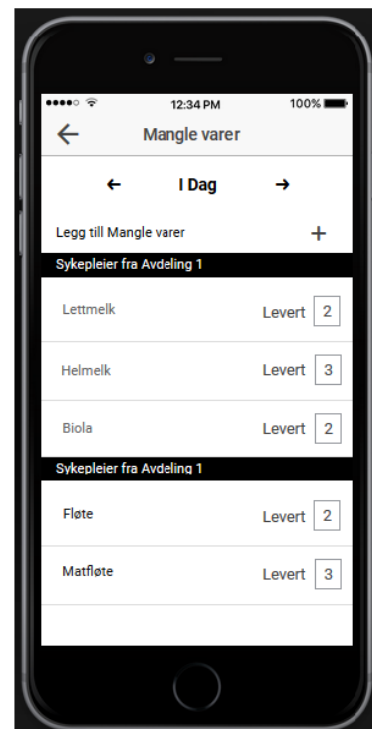 12:34 PM 100%
Mangle varer
I Dag
Legg till Mangle varer
Sykepleier fra Avdeling 1
Lettmelk Levert 2
Helmelk Levert 3
Biola Levert 2
Sykepleier fra Avdeling 1
Fløte Levert 2
Matfløte Levert 3